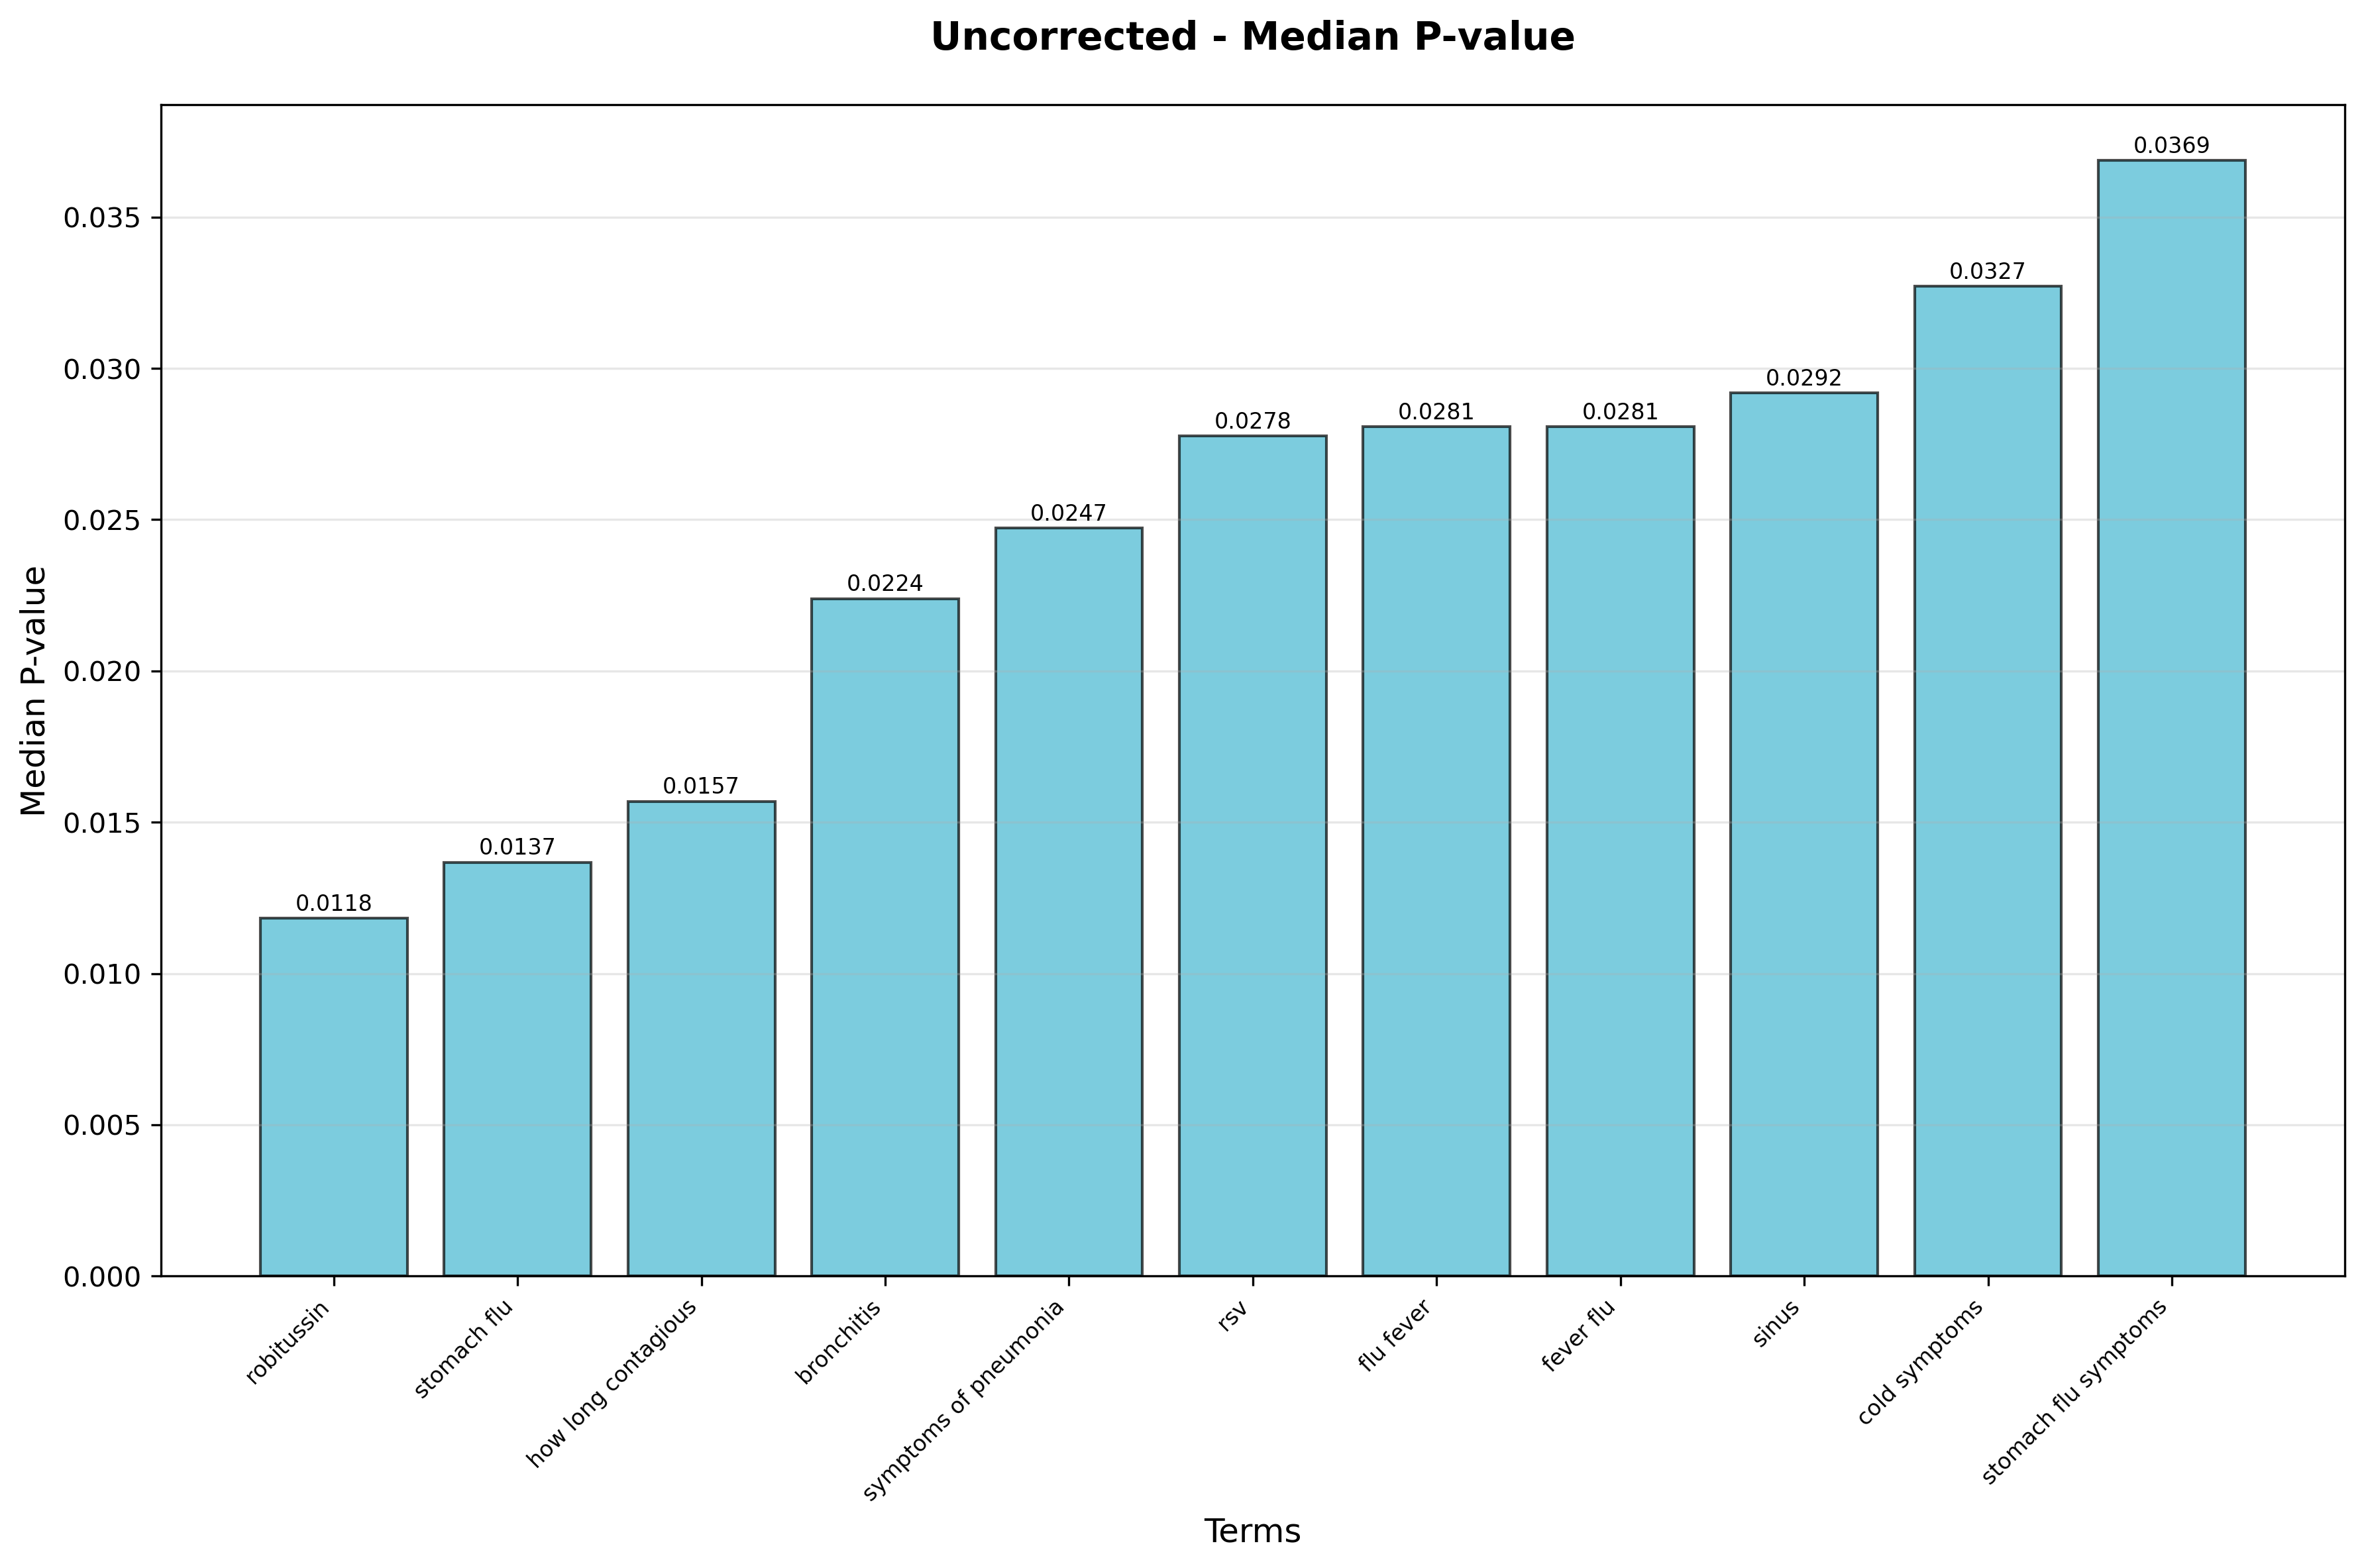 Uncorrected - Median P-value
Median P-value
0.035
0.030
0.025
0.020
0.015
0.010
0.005
0.000
0.0118
0.0137
0.0157
0.0224
0.0247
0.0278
0.0281
0.0281
0.0292
0.0327
0.0369
robitussin
stomach flu
how long contagious
bronchitis
symptoms of pneumonia
rsv
flu fever
fever flu
sinus
cold symptoms
stomach flu symptoms
Terms